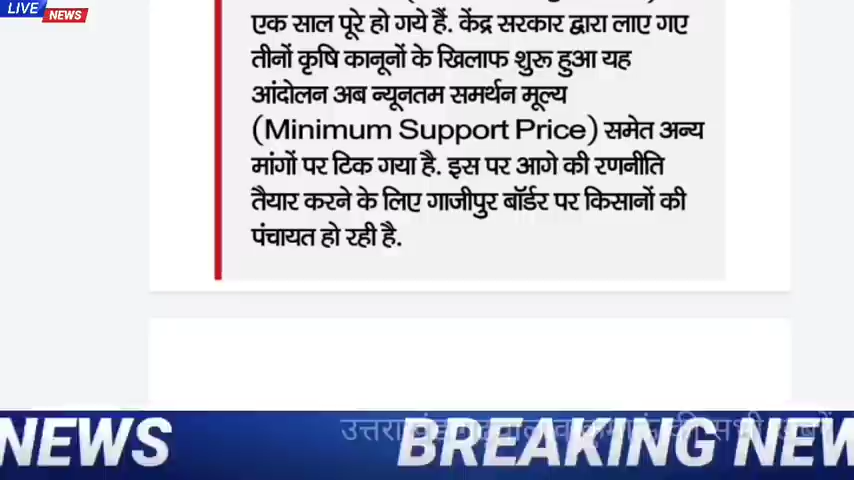 LIVE
NEWS
एक साल पूरे हो गये हैं. केंद्र सरकार द्वारा लाए गए
तीनों कृषि कानूनों के खिलाफ शुरू हुआ यह
आंदोलन अब न्यूनतम समर्थन मूल्य
(Minimum Support Price) समेत अन्य
मांगों पर टिक गया है. इस पर आगे की रणनीति
तैयार करने के लिए गाजीपुर बॉर्डर पर किसानों की
पंचायत हो रही है.
NEWS BREAKING NEW